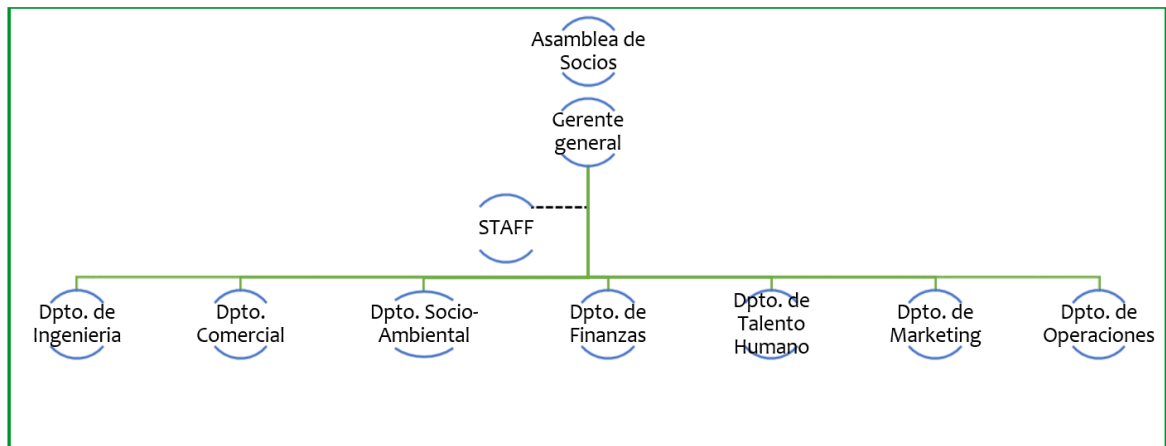 Asamblea de
Socios
Gerente
general
STAFF
Dpto. de
Ingenieria
Dpto.
Comercial
Dpto. Socio-
Ambiental
Dpto. de
Finanzas
Dpto. de
Talento
Humano
Dpto. de
Marketing
Dpto. de
Operaciones